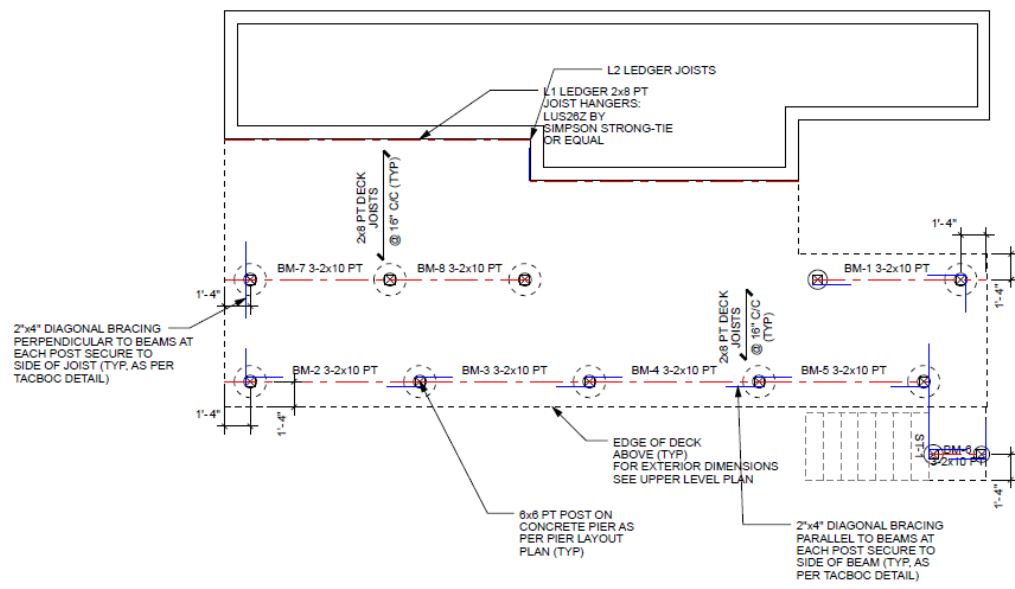 L2 LEDGER JOISTS
L1 LEDGER 2x8 PT
JOIST HANGERS:
LUS26Z BY
SIMPSON STRONG-TIE
OR EQUAL
2x8 PT DECK
JOISTS
@ 16" C/C (TYP)
1'-4"
BM-7 3-2x10 PT
BM-8 3-2x10 PT
BM-1 3-2x10 PT
1'-4"
1'-4"
2"x4" DIAGONAL BRACING
PERPENDICULAR TO BEAMS AT
EACH POST SECURE TO
SIDE OF JOIST (TYP, AS PER
TACBOC DETAIL)
2x8 PT DECK
JOISTS
@ 16" C/C
(TYP)
BM-2 3-2x10 PT
BM-3 3-2x10 PT
BM-4 3-2x10 PT
BM-5 3-2x10 PT
1'-4"
1'-4"
EDGE OF DECK
ABOVE (TYP)
FOR EXTERIOR DIMENSIONS
SEE UPPER LEVEL PLAN
ST-1
BM-6
3-2x10 PT
1'-4"
6x6 PT POST ON
CONCRETE PIER AS
PER PIER LAYOUT
PLAN (TYP)
2"x4" DIAGONAL BRACING
PARALLEL TO BEAMS AT
EACH POST SECURE TO
SIDE OF BEAM (TYP, AS
PER TACBOC DETAIL)